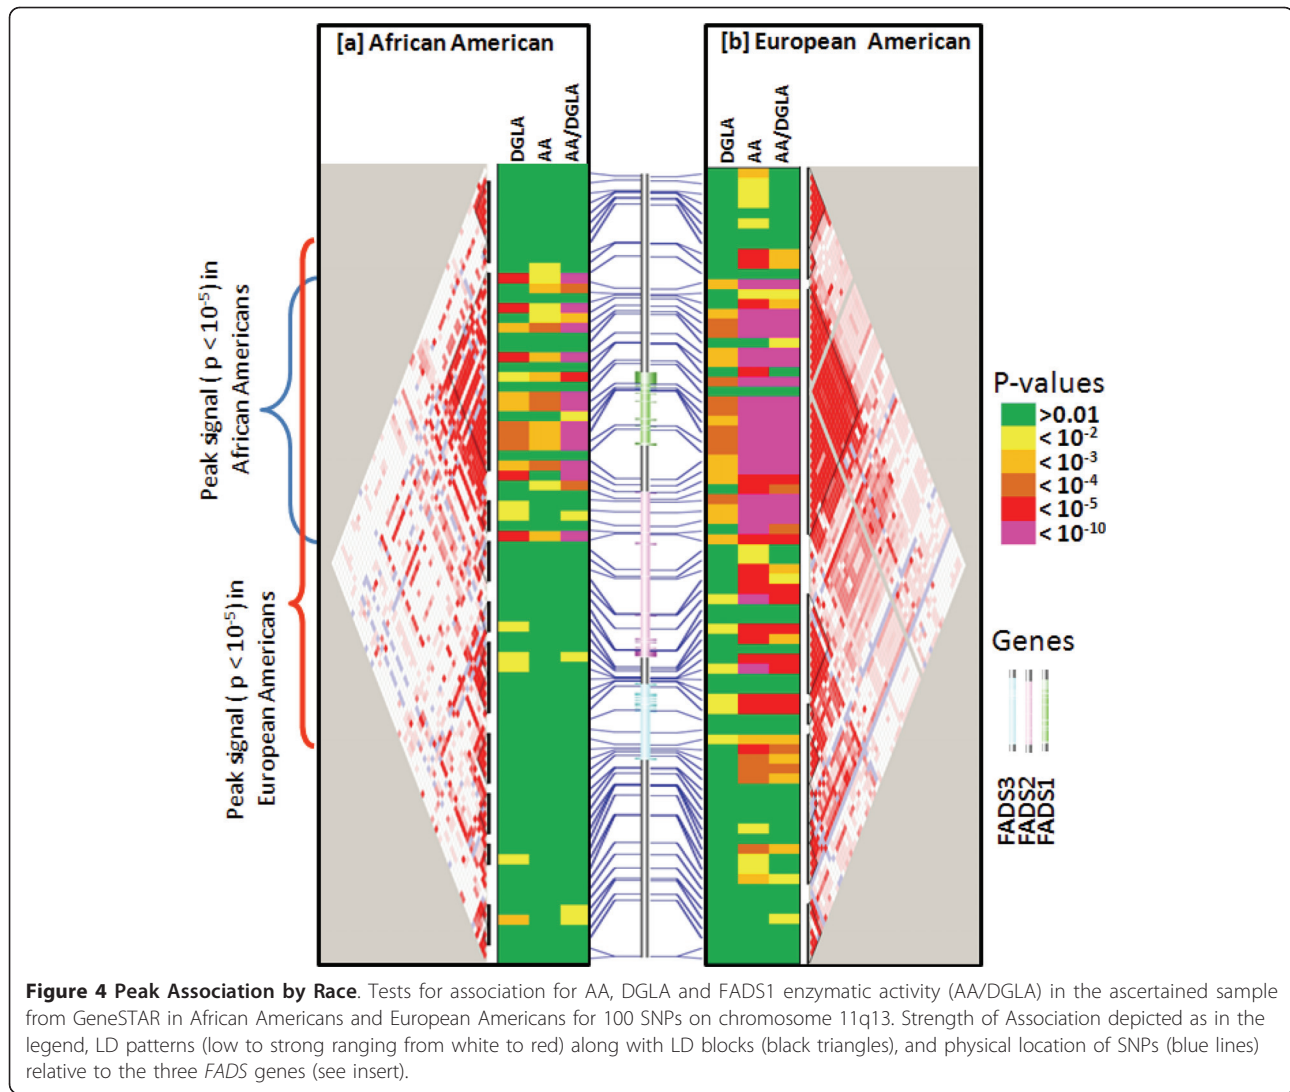 [a] African American
[b] European American
DGLA
AA
AA/DGLA
DGLA
AA
AA/DGLA
Peak signal ( p < 10-5) in
African Americans
Peak signal ( p < 10-5) in
European Americans
P-values
>0.01
< 10-2
< 10-3
< 10-4
< 10-5
< 10-10
Genes
FADS3
FADS2
FADS1
Figure 4 Peak Association by Race. Tests for association for AA, DGLA and FADS1 enzymatic activity (AA/DGLA) in the ascertained sample
from GeneSTAR in African Americans and European Americans for 100 SNPs on chromosome 11q13. Strength of Association depicted as in the
legend, LD patterns (low to strong ranging from white to red) along with LD blocks (black triangles), and physical location of SNPs (blue lines)
relative to the three FADS genes (see insert).